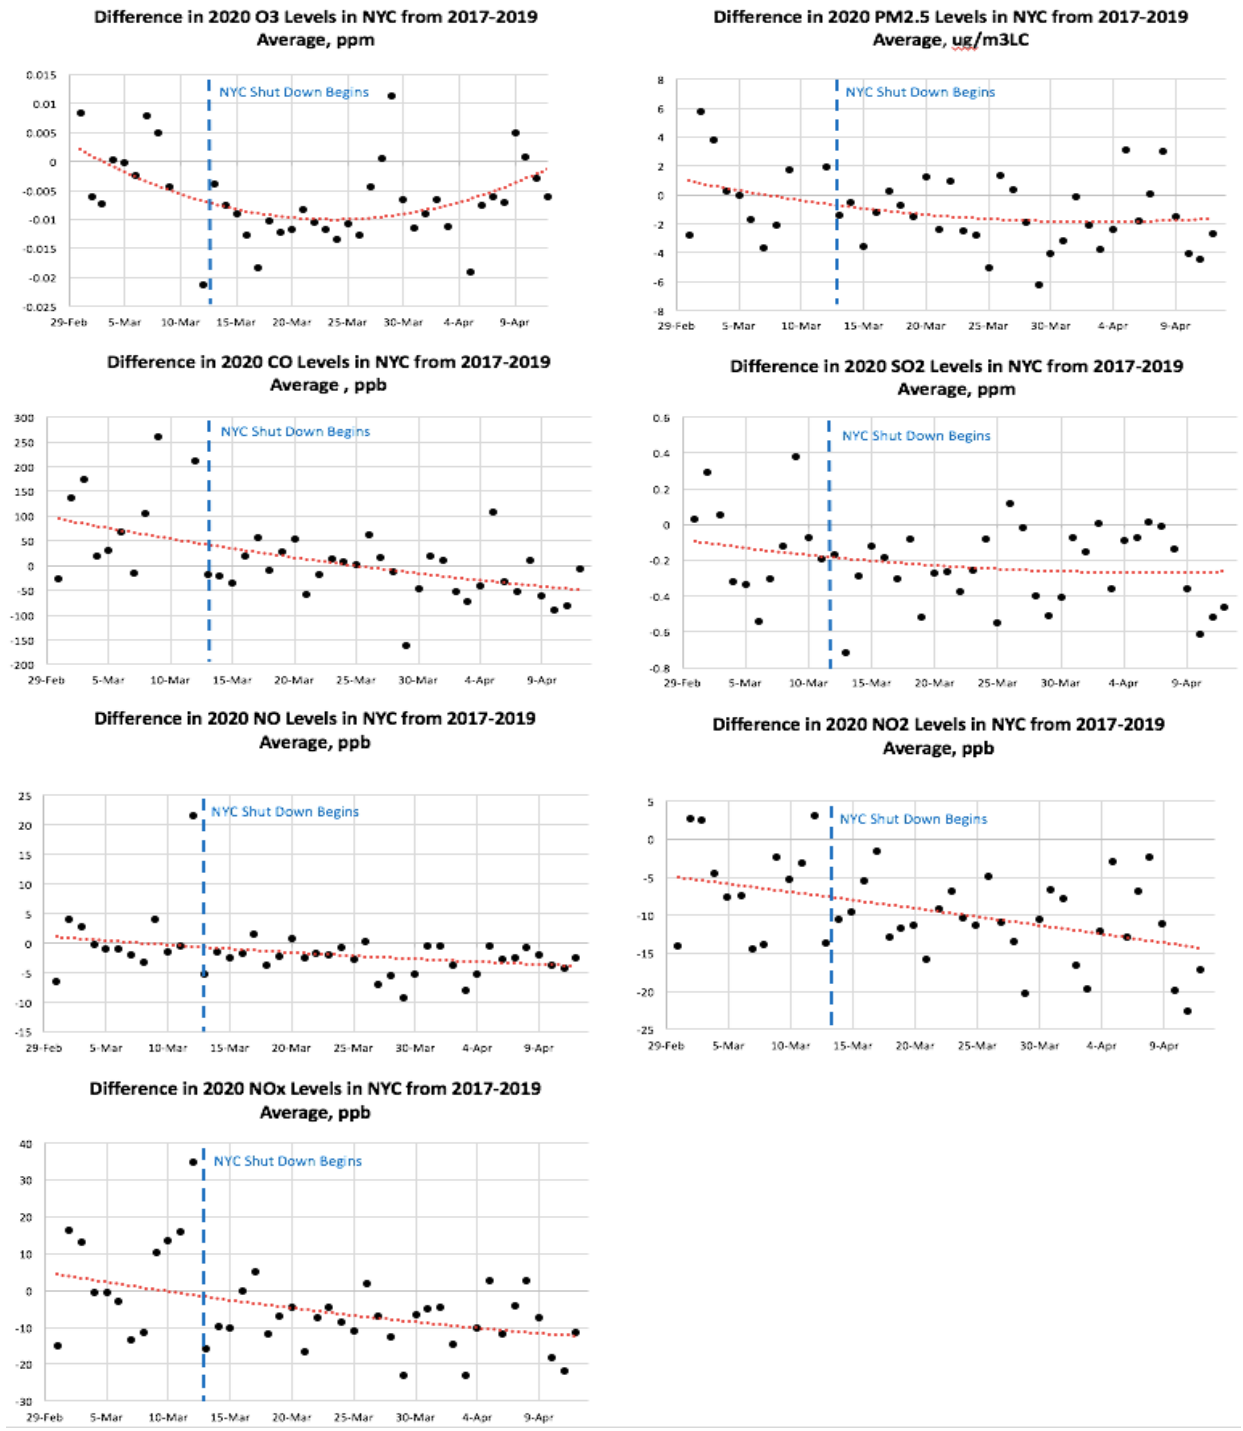 Difference in 2020 O3 Levels in NYC from 2017-2019
Average, ppm
NYC Shut Down Begins
0.015
0.01
0.005
0
-0.005
-0.01
-0.015
-0.02
-0.025
29-Feb 5-Mar 10-Mar 15-Mar 20-Mar 25-Mar 30-Mar 4-Apr 9-Apr
Difference in 2020 PM2.5 Levels in NYC from 2017-2019
Average, ug/m3LC
NYC Shut Down Begins
8
6
4
2
0
-2
-4
-6
-8
29-Feb 5-Mar 10-Mar 15-Mar 20-Mar 25-Mar 30-Mar 4-Apr 9-Apr
Difference in 2020 CO Levels in NYC from 2017-2019
Average , ppb
300
NYC Shut Down Begins
250
200
150
100
50
0
-50
-100
-150
-200
29-Feb 5-Mar 10-Mar 15-Mar 20-Mar 25-Mar 30-Mar 4-Apr 9-Apr
Difference in 2020 SO2 Levels in NYC from 2017-2019
Average, ppm
0.6
NYC Shut Down Begins
0.4
0.2
0
-0.2
-0.4
-0.6
-0.8
29-Feb 5-Mar 10-Mar 15-Mar 20-Mar 25-Mar 30-Mar 4-Apr 9-Apr
Difference in 2020 NO Levels in NYC from 2017-2019
Average, ppb
25
NYC Shut Down Begins
20
15
10
5
0
-5
-10
-15
29-Feb 5-Mar 10-Mar 15-Mar 20-Mar 25-Mar 30-Mar 4-Apr 9-Apr
Difference in 2020 NO2 Levels in NYC from 2017-2019
Average, ppb
5
NYC Shut Down Begins
0
-5
-10
-15
-20
-25
29-Feb 5-Mar 10-Mar 15-Mar 20-Mar 25-Mar 30-Mar 4-Apr 9-Apr
Difference in 2020 NOx Levels in NYC from 2017-2019
Average, ppb
40
NYC Shut Down Begins
30
20
10
0
-10
-20
-30
29-Feb 5-Mar 10-Mar 15-Mar 20-Mar 25-Mar 30-Mar 4-Apr 9-Apr